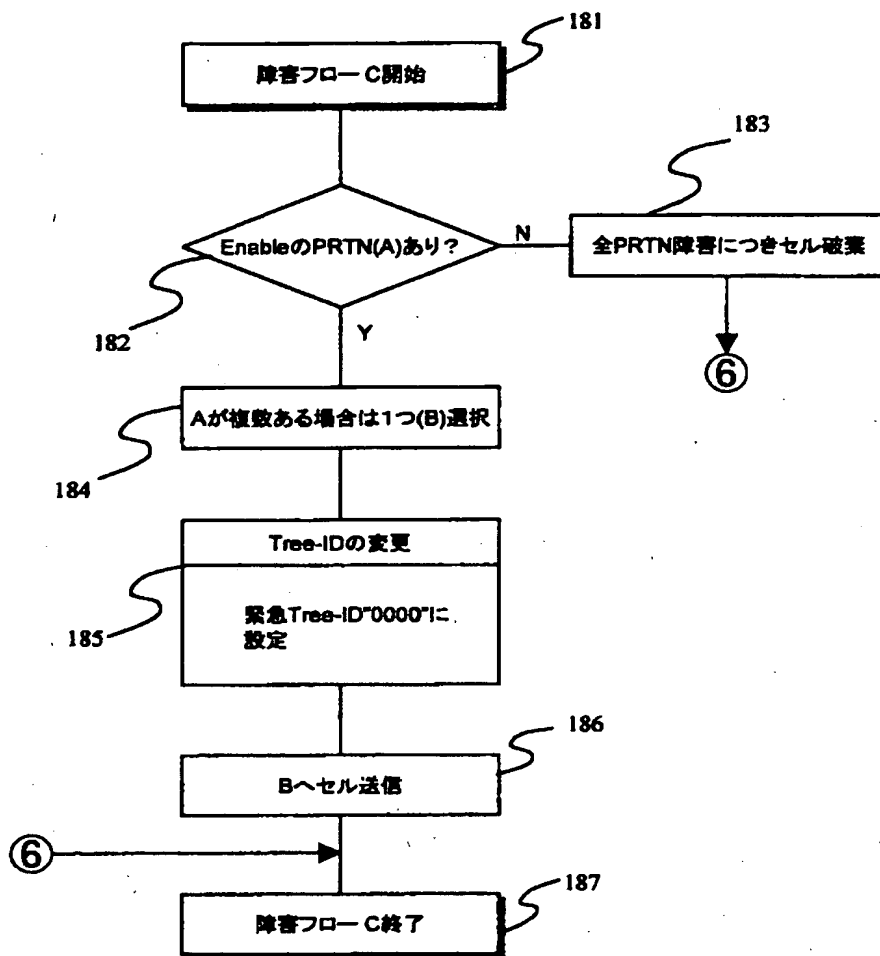 181
障害フロー C開始
183
EnableのPRTN(A)あり?
N
全PRTN障害につきセル破棄
182
Y
⑥
Aが複数ある場合は1つ(B)選択
184
Tree-IDの変更
緊急Tree-ID"0000"に
設定
185
186
Bへセル送信
⑥
187
障害フロー C終了